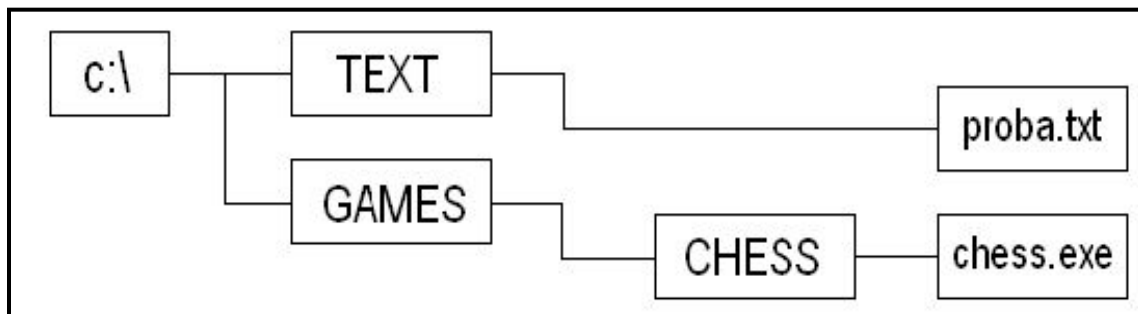 c:\
TEXT
proba.txt
GAMES
CHESS
chess.exe